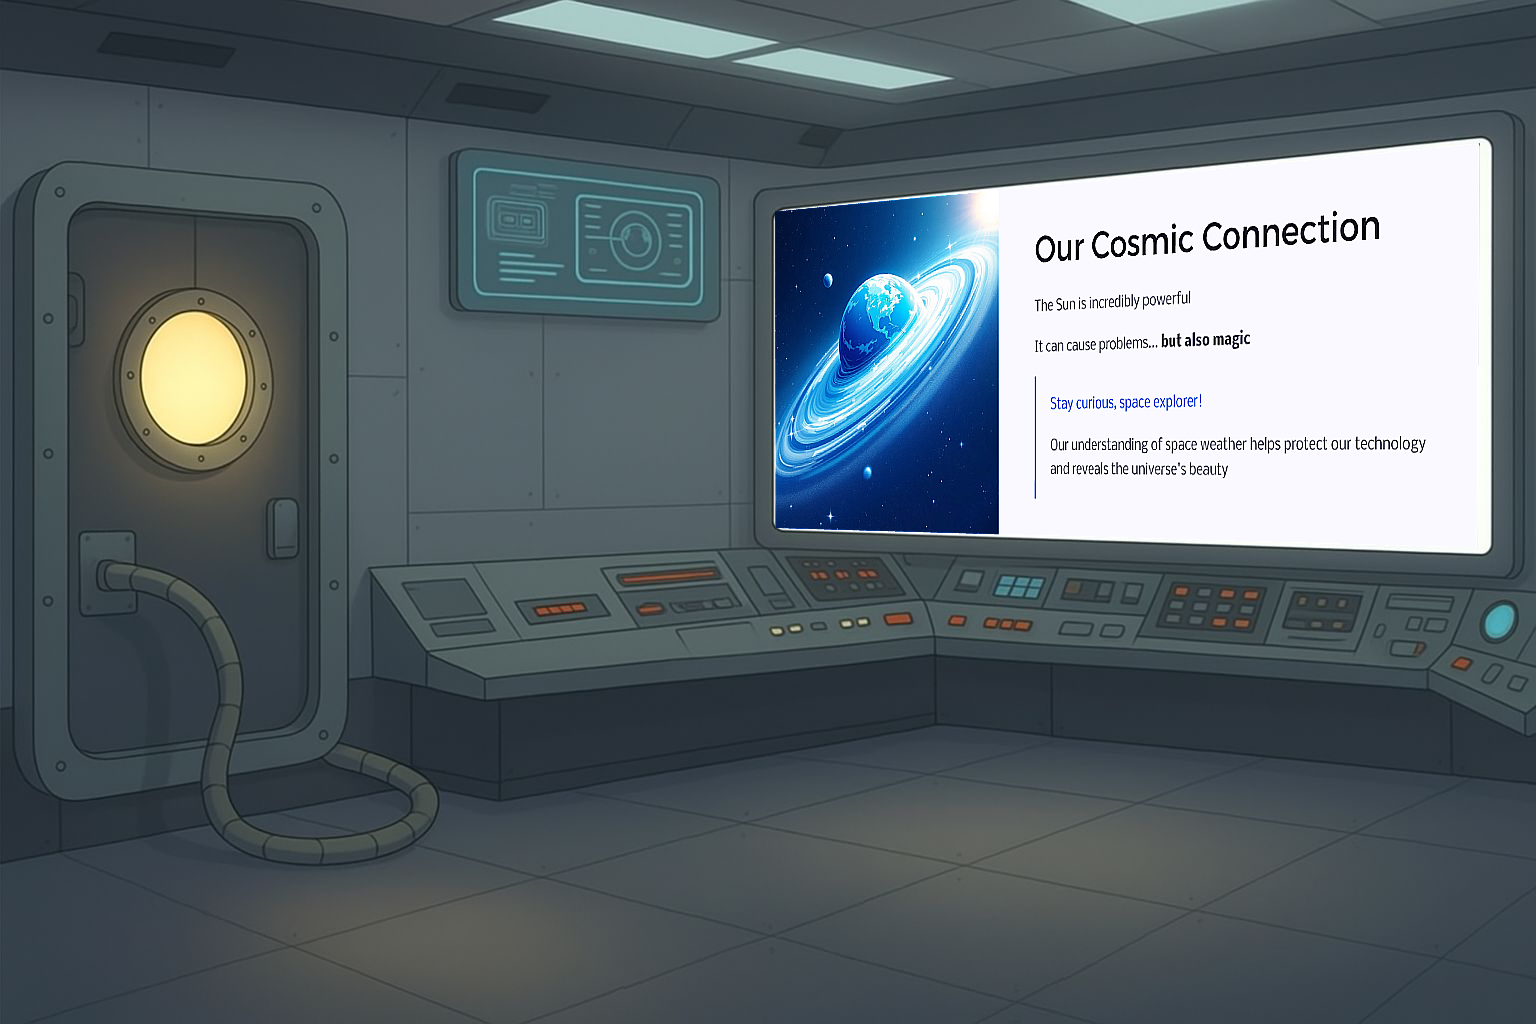 Our Cosmic Connection
The Sun is incredibly powerful
It can cause problems... but also magic
Stay curious, space explorer!
Our understanding of space weather helps protect our technology
and reveals the universe's beauty